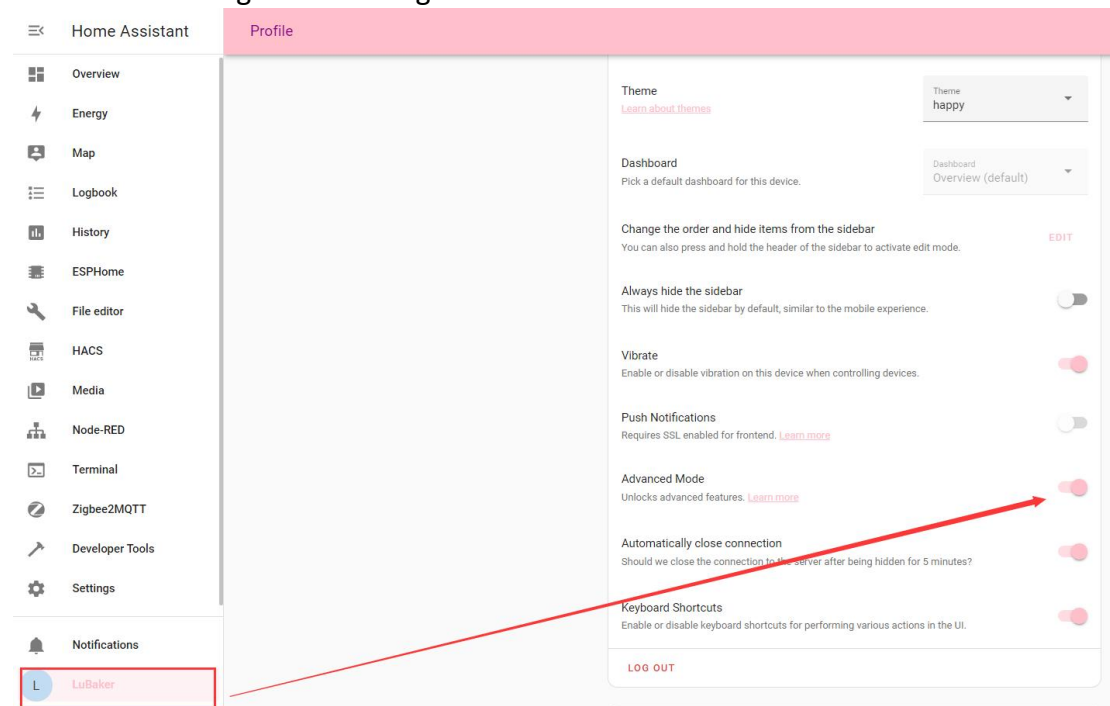 Home Assistant
Profile
Overview
Energy
Map
Logbook
History
ESPHome
File editor
HACS
HACS
Media
Node-RED
Terminal
Zigbee2MQTT
Developer Tools
Settings
Notifications
L
LuBaker
Theme
Learn about themes
Theme
happy
Dashboard
Pick a default dashboard for this device.
Dashboard
Overview (default)
Change the order and hide items from the sidebar
You can also press and hold the header of the sidebar to activate edit mode.
EDIT
Always hide the sidebar
This will hide the sidebar by default, similar to the mobile experience.
Vibrate
Enable or disable vibration on this device when controlling devices.
Push Notifications
Requires SSL enabled for frontend. Learn more
Advanced Mode
Unlocks advanced features. Learn more
Automatically close connection
Should we close the connection to the server after being hidden for 5 minutes?
Keyboard Shortcuts
Enable or disable keyboard shortcuts for performing various actions in the UI.
LOG OUT